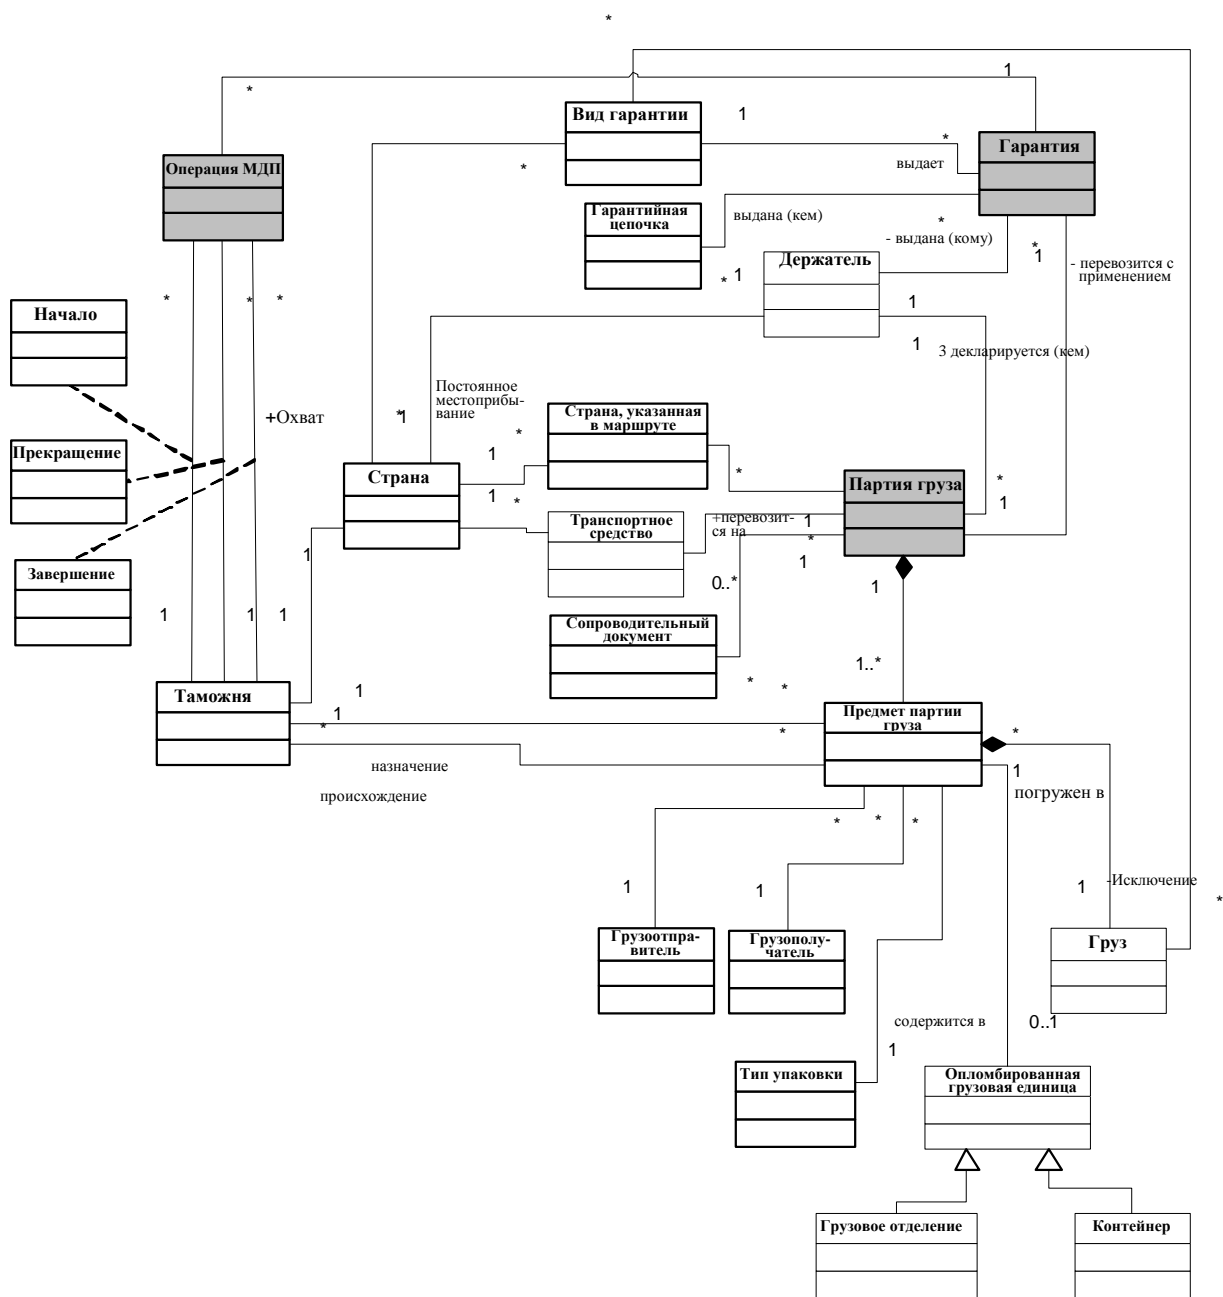 *
1
*
Вид гарантии
1
*
Гарантия
выдает
Операция МДП
*
*
Гарантийная
цепочка
выдана (кем)
*
- выдана (кому)
*
1
- перевозится с
применением
Держатель
*
1
*
*
*
Начало
1
1
3 декларируется (кем)
Постоянное
местоприбы-
вание
+Охват
*
1
Страна, указанная
в маршруте
*
1
Прекращение
Страна
*
*
Партия груза
1
*
1
Транспортное
средство
+перевозит-
ся на
1
*
1
1
Завершение
0..*
1
1
1
1
Сопроводительный
документ
1..*
*
*
1
Таможня
1
*
Предмет партии
груза
*
*
назначение
1
погружен в
происхождение
*
*
*
1
1
1
-Исключение
*
Грузоотпра-
витель
Грузополу-
чатель
Груз
содержится в
0..1
1
Тип упаковки
Опломбированная
грузовая единица
Грузовое отделение
Контейнер